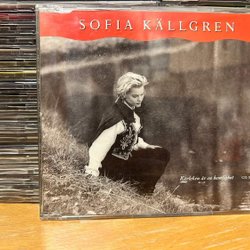 SOFIA KÄLLGREN
Kärleken är en hemlighet